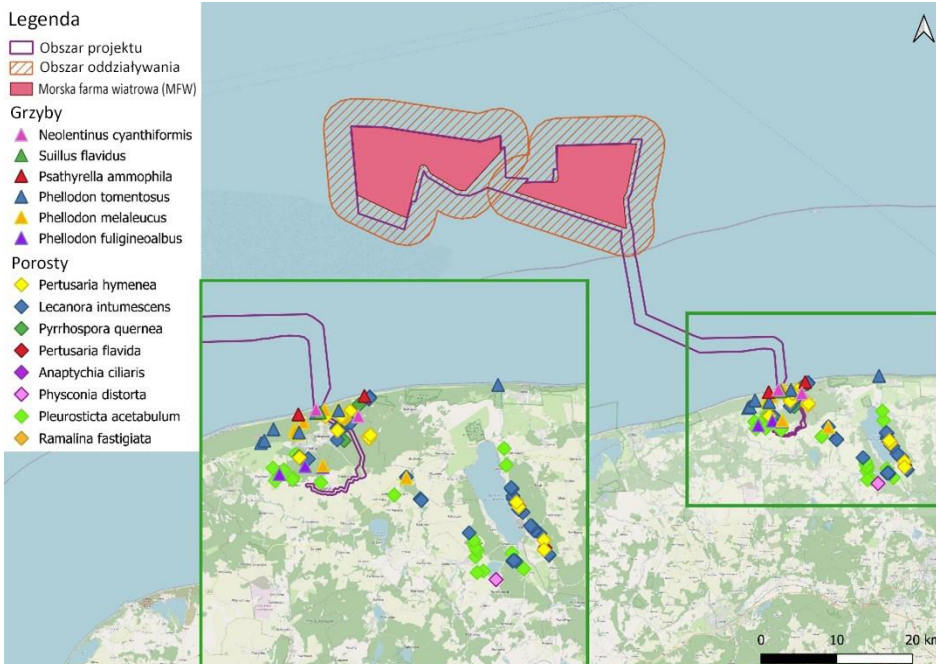 Legenda
Obszar projektu
Obszar oddziaływania
Morska farma wiatrowa (MFW)
Grzyby
Neolentinus cyanthiformis
Suillus flavidus
Psathyrella ammophila
Phellodon tomentosus
Phellodon melaleucus
Phellodon fuligineoalbus
Porosty
Pertusaria hymenea
Lecanora intumescens
Pyrrhospora quernea
Pertusaria flavida
Anaptychia ciliaris
Physconia distorta
Pleurosticta acetabulum
Ramalina fastigiata
0 10 20 km